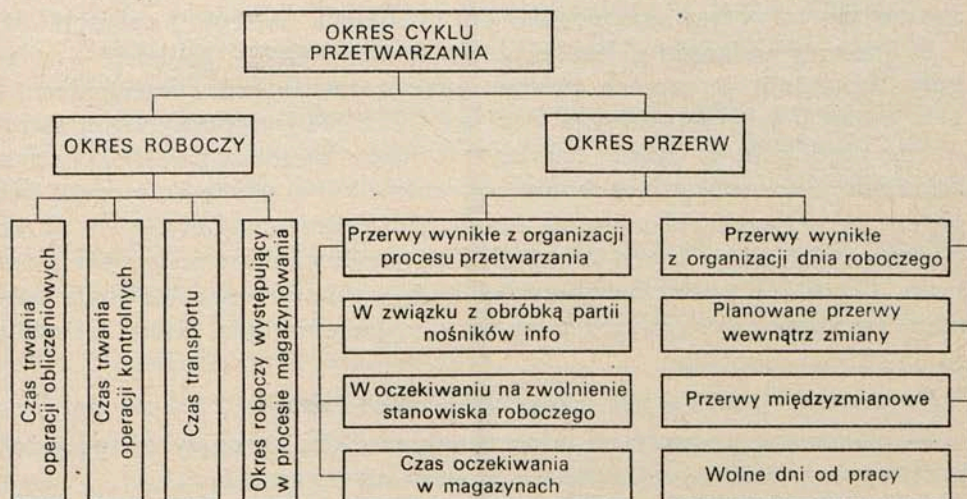 OKRES CYKLU
PRZETWARZANIA
OKRES ROBOCZY
OKRES PRZERW
Czas trwania
operacji obliczeniowych
Czas trwania
operacji kontrolnych
Czas transportu
Okres roboczy występujący
w procesie magazynowania
Przerwy wynikłe z organizacji
procesu przetwarzania
W związku z obróbką partii
nośników info
W oczekiwaniu na zwolnienie
stanowiska roboczego
Czas oczekiwania
w magazynach
Przerwy wynikłe
z organizacji dnia roboczego
Planowane przerwy
wewnątrz zmiany
Przerwy międzyzmianowe
Wolne dni od pracy